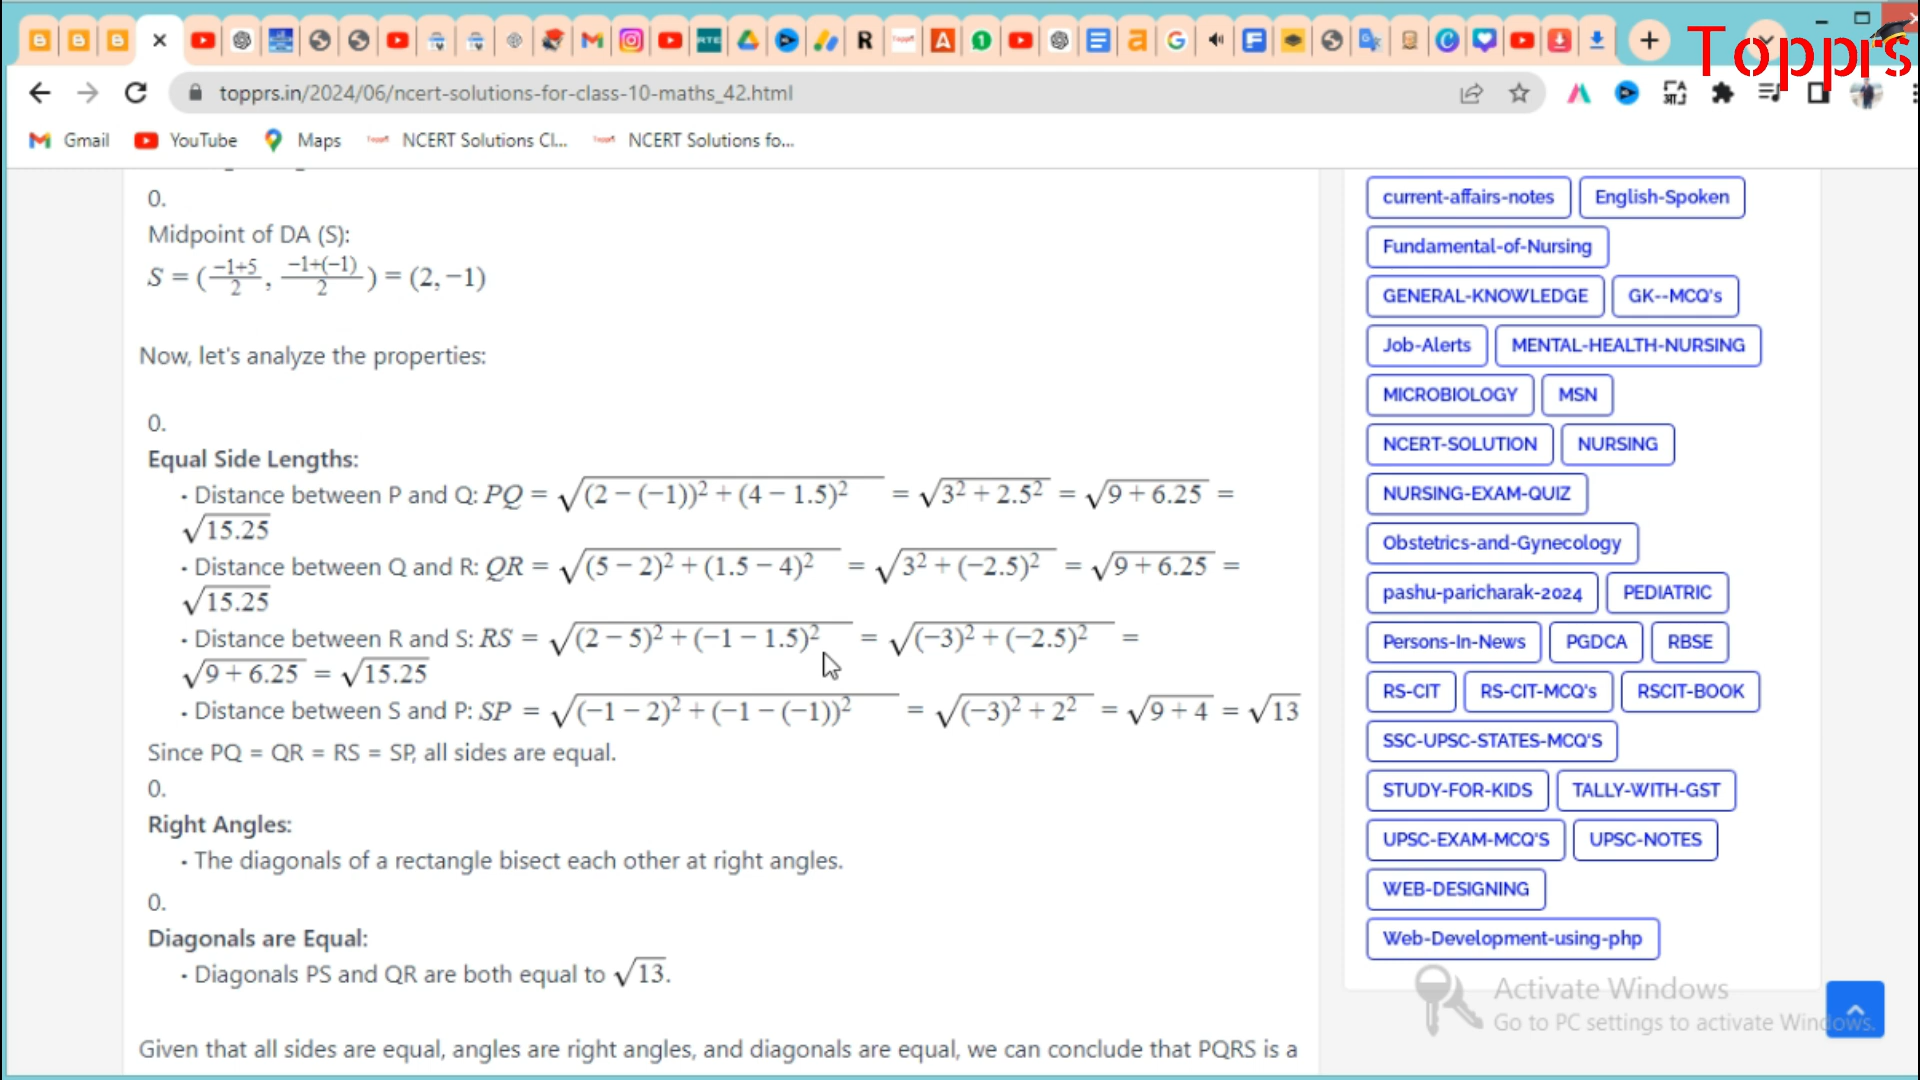 Topprs
topprs.in/2024/06/ncert-solutions-for-class-10-maths_42.html
Gmail YouTube Maps NCERT Solutions Cl... NCERT Solutions fo...
0.
Midpoint of DA (S):
S = (−1+5/2, −1+(−1)/2) = (2, −1)
Now, let's analyze the properties:
0.
Equal Side Lengths:
• Distance between P and Q: PQ = √(2 − (−1))² + (4 − 1.5)² = √3² + 2.5² = √9 + 6.25 =
√15.25
• Distance between Q and R: QR = √(5 − 2)² + (1.5 − 4)² = √3² + (−2.5)² = √9 + 6.25 =
√15.25
• Distance between R and S: RS = √(2 − 5)² + (−1 − 1.5)² = √(−3)² + (−2.5)² =
√9 + 6.25 = √15.25
• Distance between S and P: SP = √(−1 − 2)² + (−1 − (−1))² = √(−3)² + 2² = √9 + 4 = √13
Since PQ = QR = RS = SP, all sides are equal.
0.
Right Angles:
• The diagonals of a rectangle bisect each other at right angles.
0.
Diagonals are Equal:
• Diagonals PS and QR are both equal to √13.
Given that all sides are equal, angles are right angles, and diagonals are equal, we can conclude that PQRS is a
current-affairs-notes English-Spoken
Fundamental-of-Nursing
GENERAL-KNOWLEDGE GK--MCQ's
Job-Alerts MENTAL-HEALTH-NURSING
MICROBIOLOGY MSN
NCERT-SOLUTION NURSING
NURSING-EXAM-QUIZ
Obstetrics-and-Gynecology
pashu-paricharak-2024 PEDIATRIC
Persons-In-News PGDCA RBSE
RS-CIT RS-CIT-MCQ's RSCIT-BOOK
SSC-UPSC-STATES-MCQ'S
STUDY-FOR-KIDS TALLY-WITH-GST
UPSC-EXAM-MCQ'S UPSC-NOTES
WEB-DESIGNING
Web-Development-using-php
Activate Windows
Go to PC settings to activate Windows.